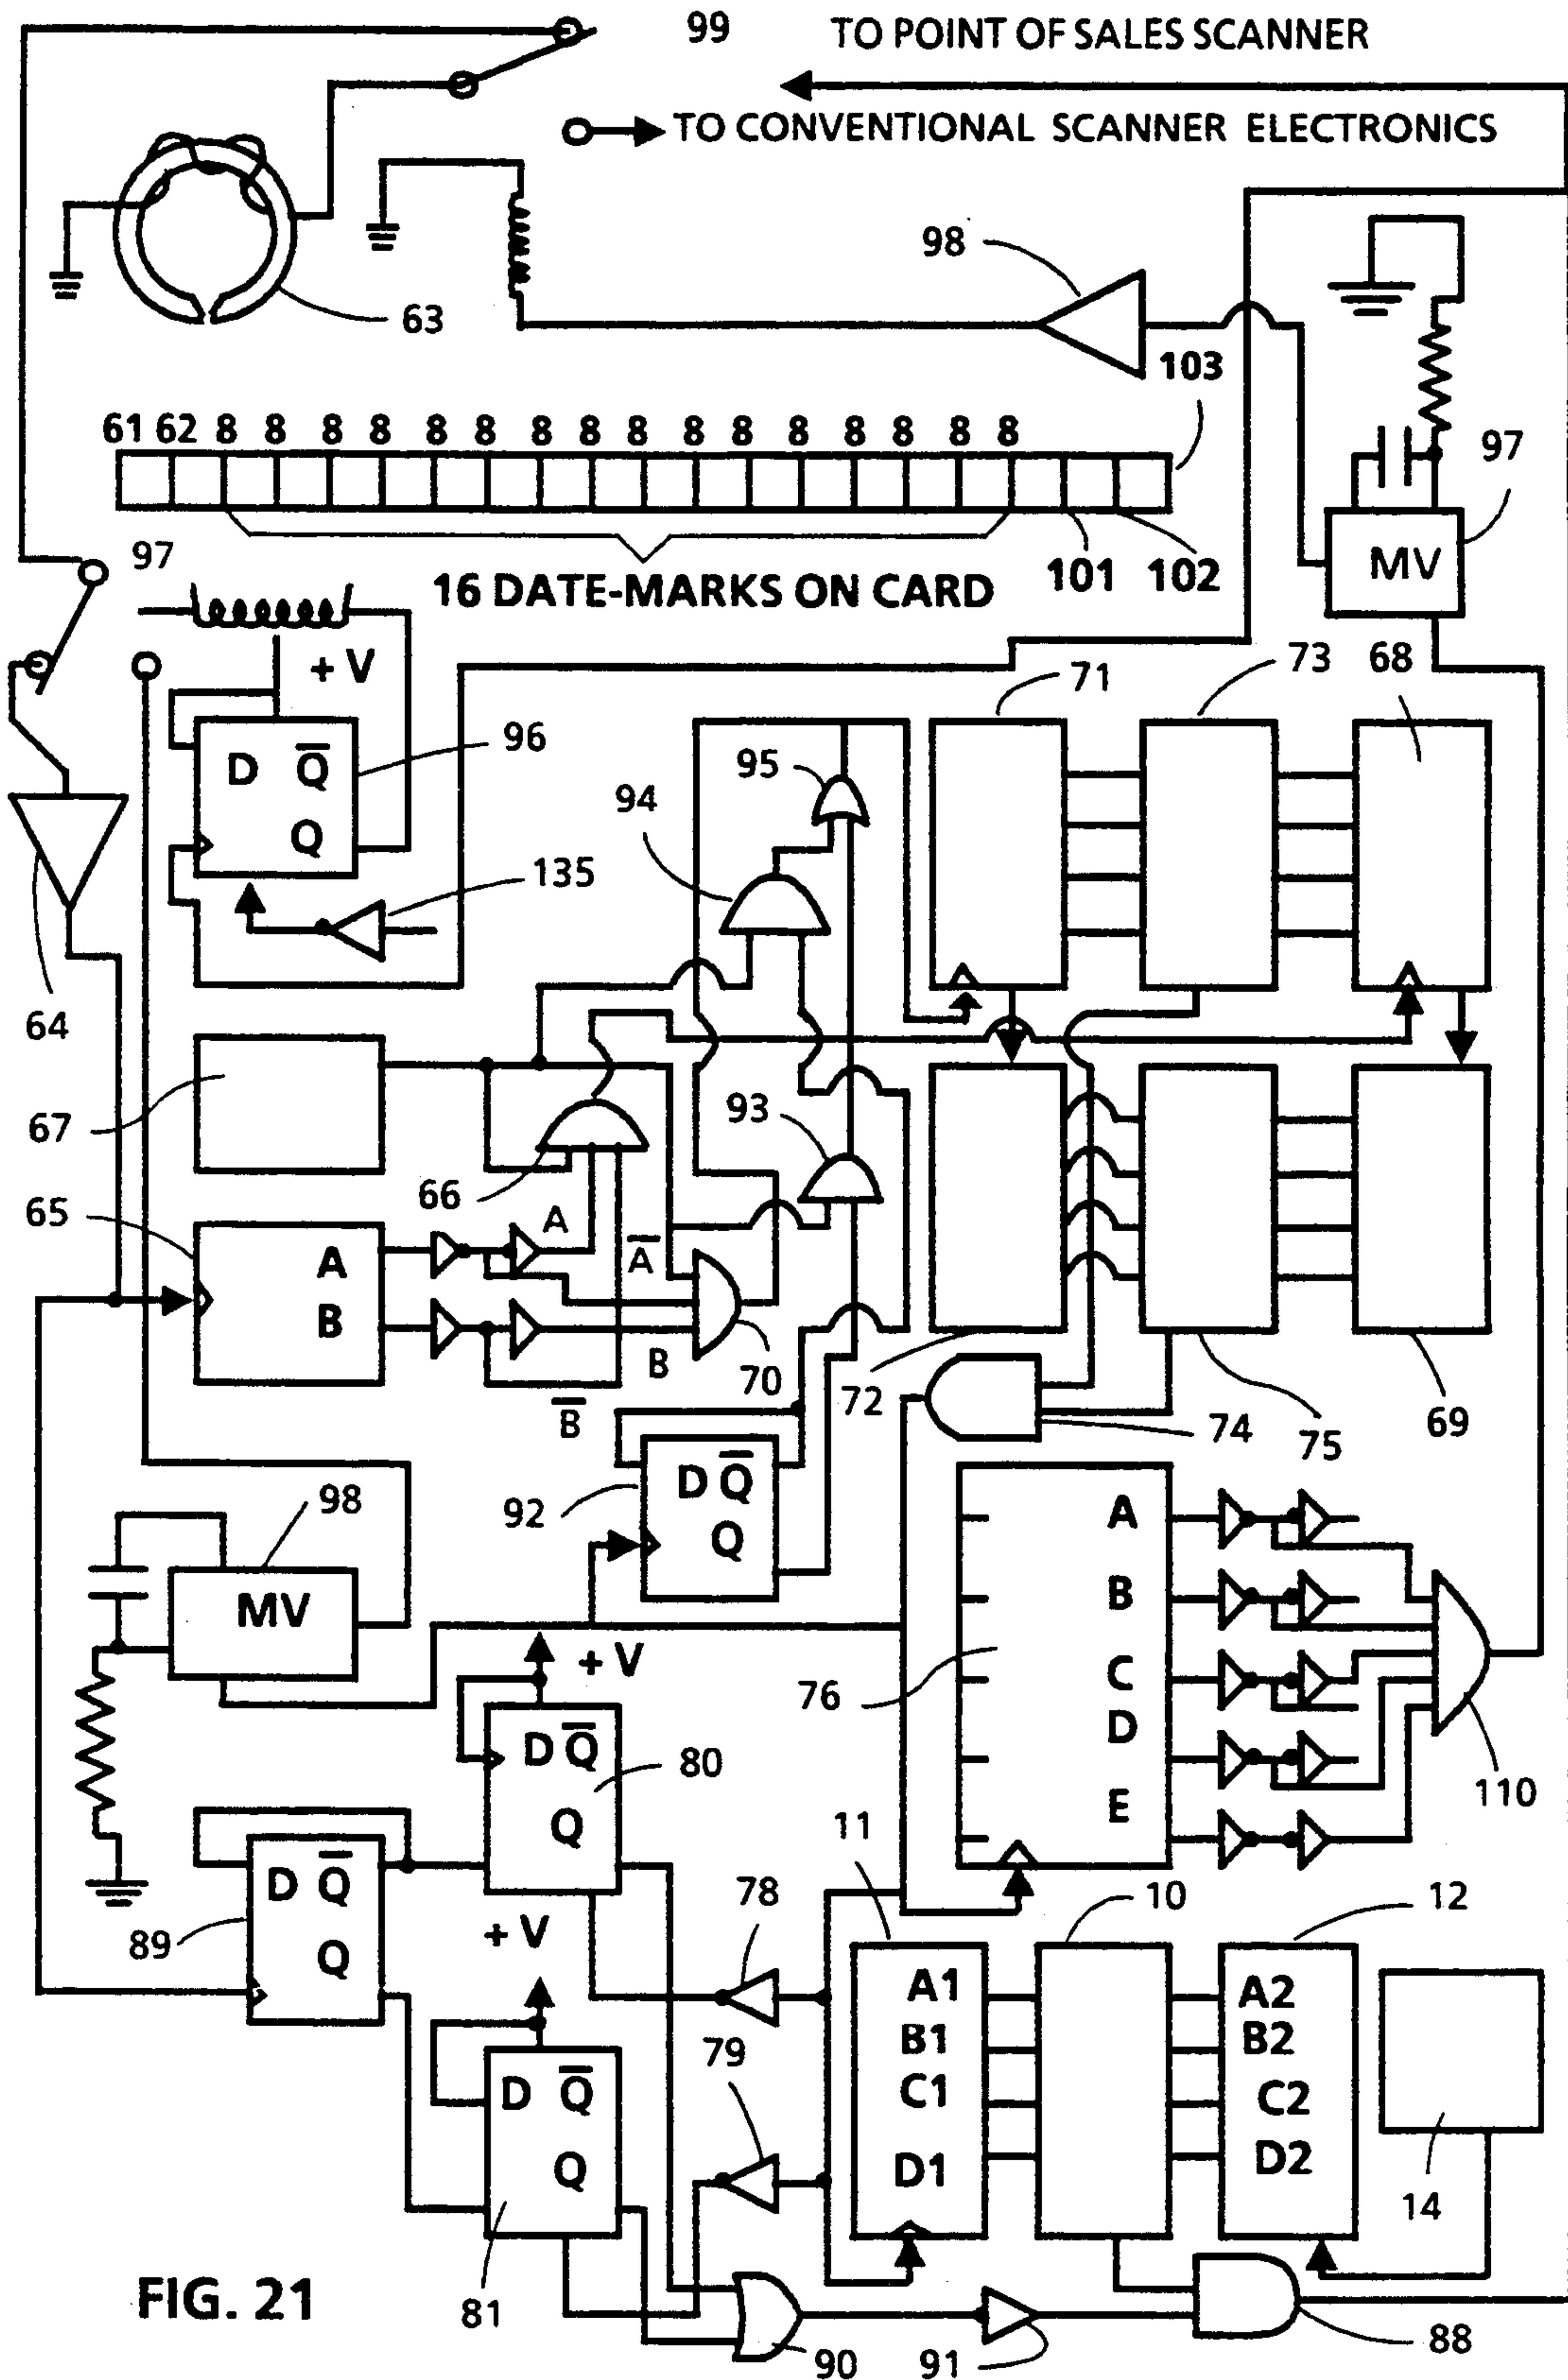 99 TO POINT OF SALES SCANNER
TO CONVENTIONAL SCANNER ELECTRONICS
98
63
103
61 62 8 8 8 8 8 8 8 8 8 8 8 8 8 8 8 8
97
97
MV
16 DATE-MARKS ON CARD
101 102
+ V
71
73
68
D Q̅
Q
96
95
94
135
64
67
93
66
65
A
A
A̅
B
B
B̅
70
72
74
75
69
98
92
D Q̅
Q
A
B
C
D
E
MV
76
+ V
110
D Q̅
Q
80
11
10
12
78
D Q̅
Q
89
+ V
A1
B1
C1
D1
A2
B2
C2
D2
79
D Q̅
Q
14
FIG. 21
81
90
91
88